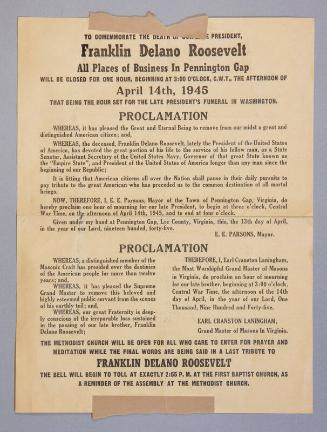 TO COMEMORATE THE DEATH OF PRESIDENT,
Franklin Delano Roosevelt
All Places of Business In Pennington Gap
WILL BE CLOSED FOR ONE HOUR, BEGINNING AT 3:00 O'CLOCK, C.W.T., THE AFTERNOON OF
April 14th, 1945
THAT BEING THE HOUR SET FOR THE LATE PRESIDENT'S FUNERAL IN WASHINGTON.
PROCLAMATION
WHEREAS, it has pleased the Great and Eternal Being to remove from our midst a great and
distinguished American citizen; and,
WHEREAS, the deceased, Franklin Delano Roosevelt, lately the President of the United States
of America, has devoted the great portion of his life to the service of his fellow man, as a State
Senator, Assistant Secretary of the United States Navy, Governor of that great State known as
the "Empire State", and President of the United States of America longer than any man since the
beginning of our Republic;
It is fitting that American citizens all over the Nation shall pause in their daily pursuits to
pay tribute to the great American who has preceded us to the common destination of all mortal
beings.
NOW, THEREFORE, I, E. E. Parsons, Mayor of the Town of Pennington Gap, Virginia, do
hereby proclaim one hour of mourning for our late President, to begin at three o'clock, Central
War Time, on the afternoon of April 14th, 1945, and to end at four o'clock.
Given under my hand at Pennington Gap, Lee County, Virginia, this, the 13th day of April,
in the year of our Lord, nineteen hundred, forty-five.
E. E. PARSONS, Mayor.
PROCLAMATION
WHEREAS, a distinguished member of the
Masonic Craft has presided over the destinies
of the American people for more than twelve
years; and,
WHEREAS, it has pleased the Supreme
Grand Master to remove this beloved and
highly esteemed public servant from the scenes
of his earthly toil; and,
WHEREAS, our great Fraternity is deep-
ly conscious of the irreparable loss sustained
in the passing of our late brother, Franklin
Delano Roosevelt;
THEREFORE, I, Earl Cranston Laningham,
the Most Worshipful Grand Master of Masons
in Virginia, do proclaim an hour of mourning
for our late brother, beginning at 3:00 o'clock,
Central War Time, the afternoon of the 14th
day of April, in the year of our Lord, One
Thousand, Nine Hundred and Forty-five.
EARL CRANSTON LANINGHAM,
Grand Master of Masons In Virginia.
THE METHODIST CHURCH WILL BE OPEN FOR ALL WHO CARE TO ENTER FOR PRAYER AND
MEDITATION WHILE THE FINAL WORDS ARE BEING SAID IN A LAST TRIBUTE TO
FRANKLIN DELANO ROOSEVELT
THE BELL WILL BEGIN TO TOLL AT EXACTLY 2:55 P. M. AT THE FIRST BAPTIST CHURCH, AS
A REMINDER OF THE ASSEMBLY AT THE METHODIST CHURCH.